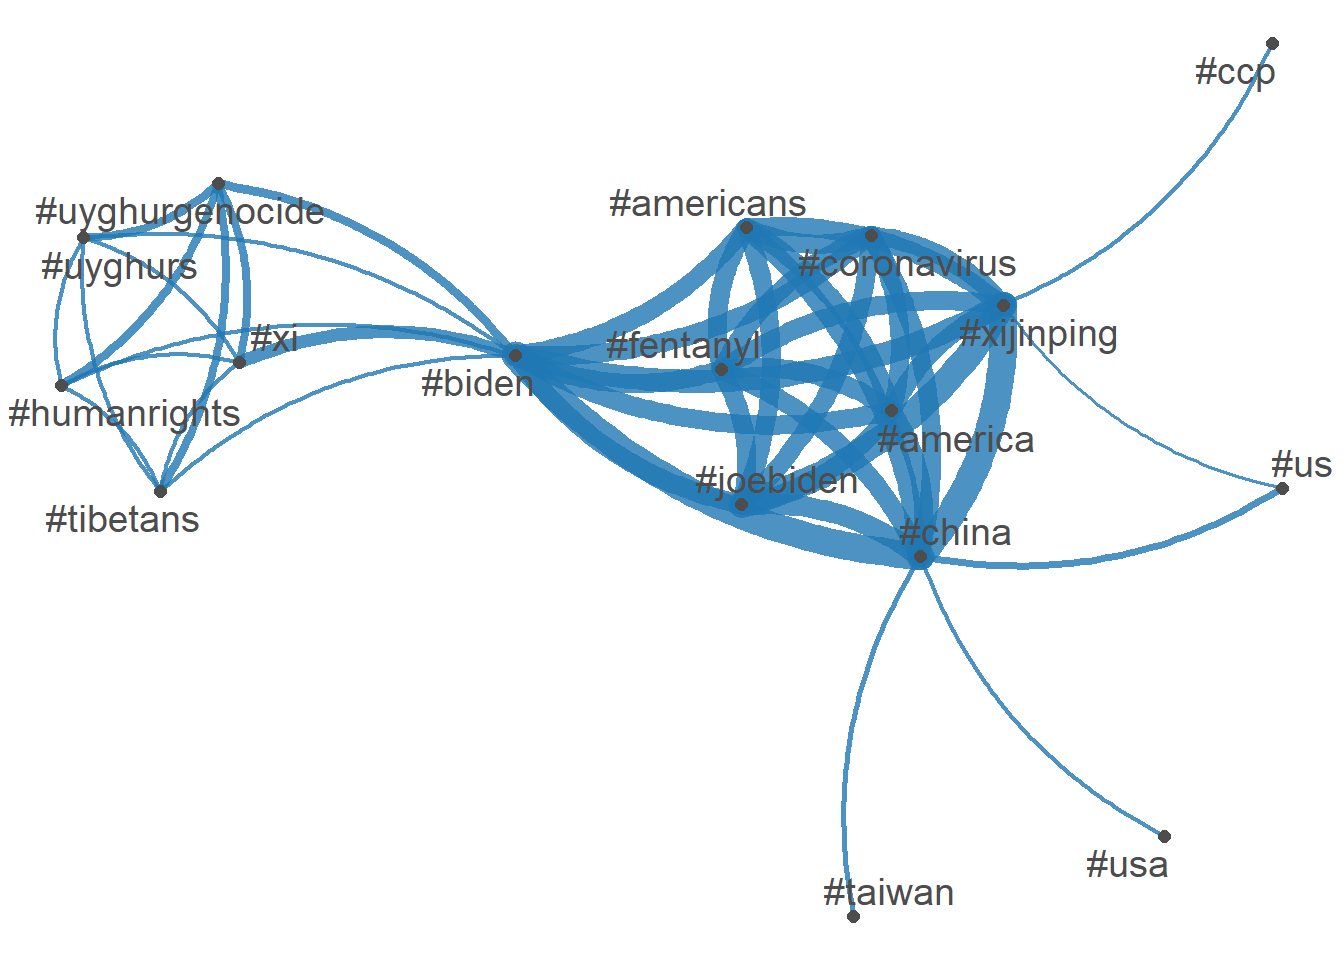 #ccp
#americans
#uyghurgenocide
#uyghurs
#coronavirus
#xi
#fentanyl
#xijinping
#biden
#humanrights
#america
#us
#joebiden
#tibetans
#china
#usa
#taiwan